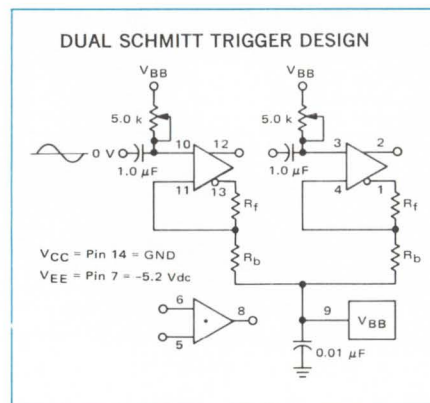 DUAL SCHMITT TRIGGER DESIGN
VBB VBB
5.0 k 5.0 k
0 V 10 12 3 2
1.0 μF 11 13 1.0 μF 4 1
Rf Rf
VCC = Pin 14 = GND
VEE = Pin 7 = -5.2 Vdc
Rb Rb
6 8 9 VBB
5
0.01 μF